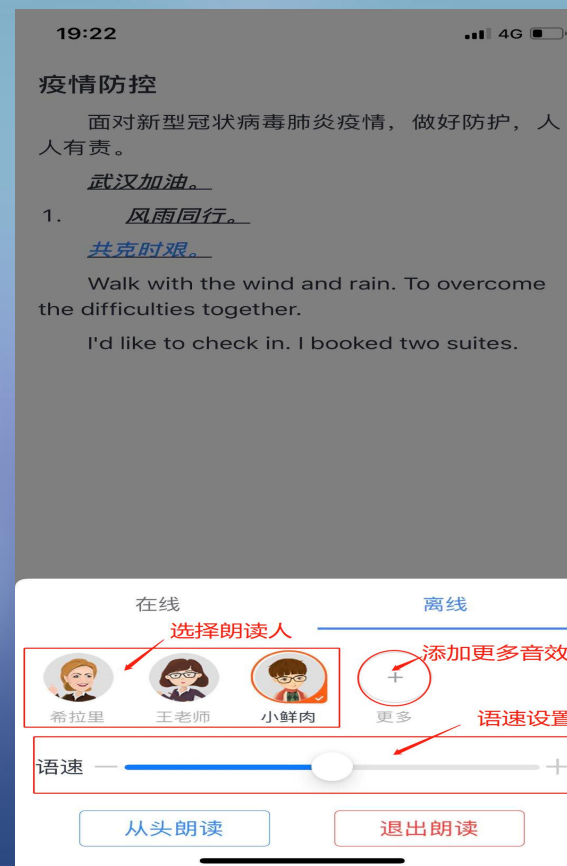 19:22 4G
疫情防控
面对新型冠状病毒肺炎疫情，做好防护，人
人有责。
武汉加油。
1. 风雨同行。
共克时艰。
Walk with the wind and rain. To overcome
the difficulties together.
I'd like to check in. I booked two suites.
在线 离线
选择朗读人
添加更多音效
希拉里 王老师 小鲜肉 更多
语速设置
语速
从头朗读 退出朗读